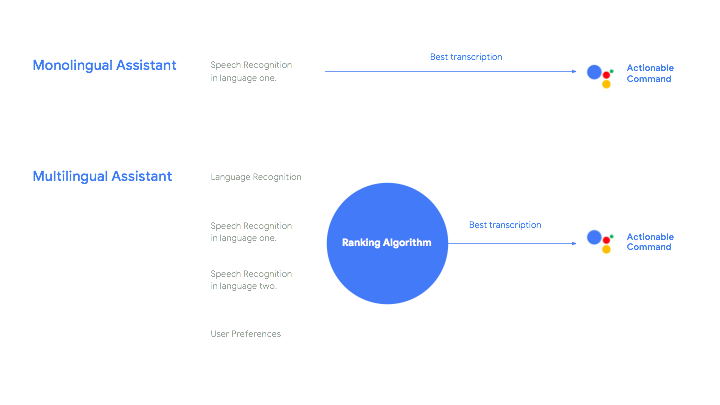 Monolingual Assistant
Speech Recognition
in language one.
Best transcription
Actionable
Command
Multilingual Assistant
Language Recognition
Speech Recognition
in language one.
Speech Recognition
in language two.
User Preferences
Ranking Algorithm
Best transcription
Actionable
Command